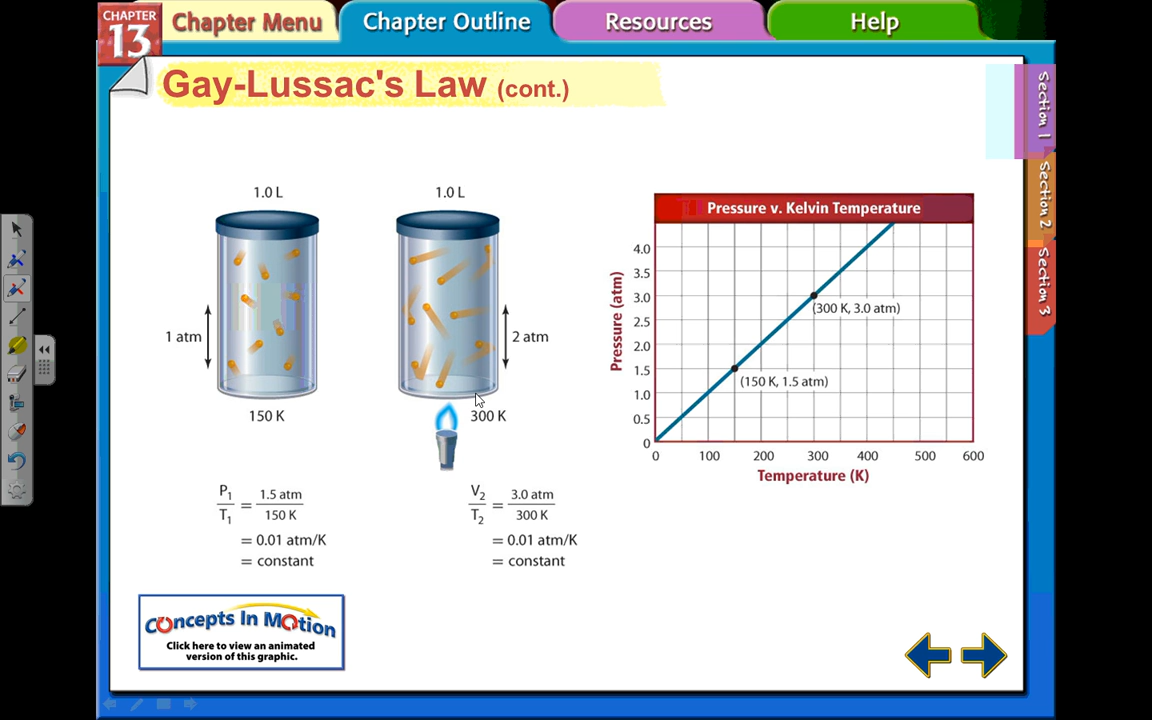 CHAPTER
13
Chapter Menu
Chapter Outline
Resources
Help
Gay-Lussac's Law (cont.)
Section 1
Section 2
Section 3
1.0 L
1.0 L
1 atm
2 atm
150 K
300 K
P1/T1 = 1.5 atm/150 K
= 0.01 atm/K
= constant
V2/T2 = 3.0 atm/300 K
= 0.01 atm/K
= constant
Pressure v. Kelvin Temperature
Pressure (atm)
4.0
3.5
3.0
2.5
2.0
1.5
1.0
0.5
0
(300 K, 3.0 atm)
(150 K, 1.5 atm)
0 100 200 300 400 500 600
Temperature (K)
Concepts In Motion
Click here to view an animated
version of this graphic.